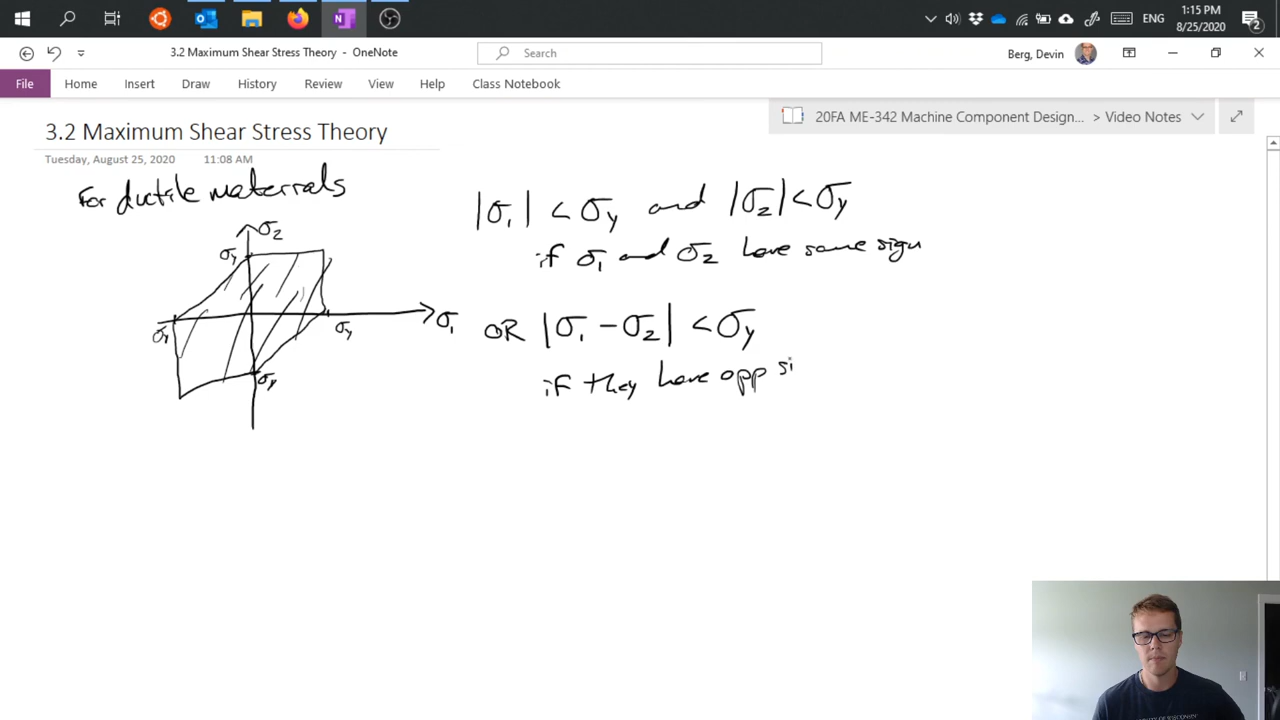 1:15 PM
ENG
8/25/2020
2
3.2 Maximum Shear Stress Theory - OneNote
Search
Berg, Devin
File Home Insert Draw History Review View Help Class Notebook
20FA ME-342 Machine Component Design... > Video Notes
3.2 Maximum Shear Stress Theory
Tuesday, August 25, 2020 11:08 AM
For ductile materials
|σ₁| < σy and |σ₂| < σy
if σ₁ and σ₂ have same sign
OR |σ₁ - σ₂| < σy
if they have opp si
σ₂
σy
σ₁
σy
σy
σy